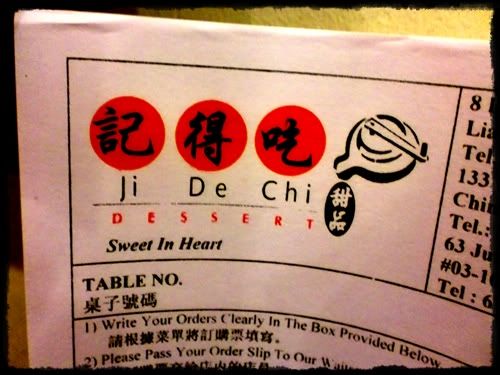 記得吃
Ji De Chi
DESSERT
甜品
Sweet In Heart
8
Lia
Tel
133
Chi
Tel.:
63 Ju
#03-1
Tel : 6
TABLE NO.
桌子號碼
1) Write Your Orders Clearly In The Box Provided Below
請根據菜單將訂購票填寫。
2) Please Pass Your Order Slip To Our Wait